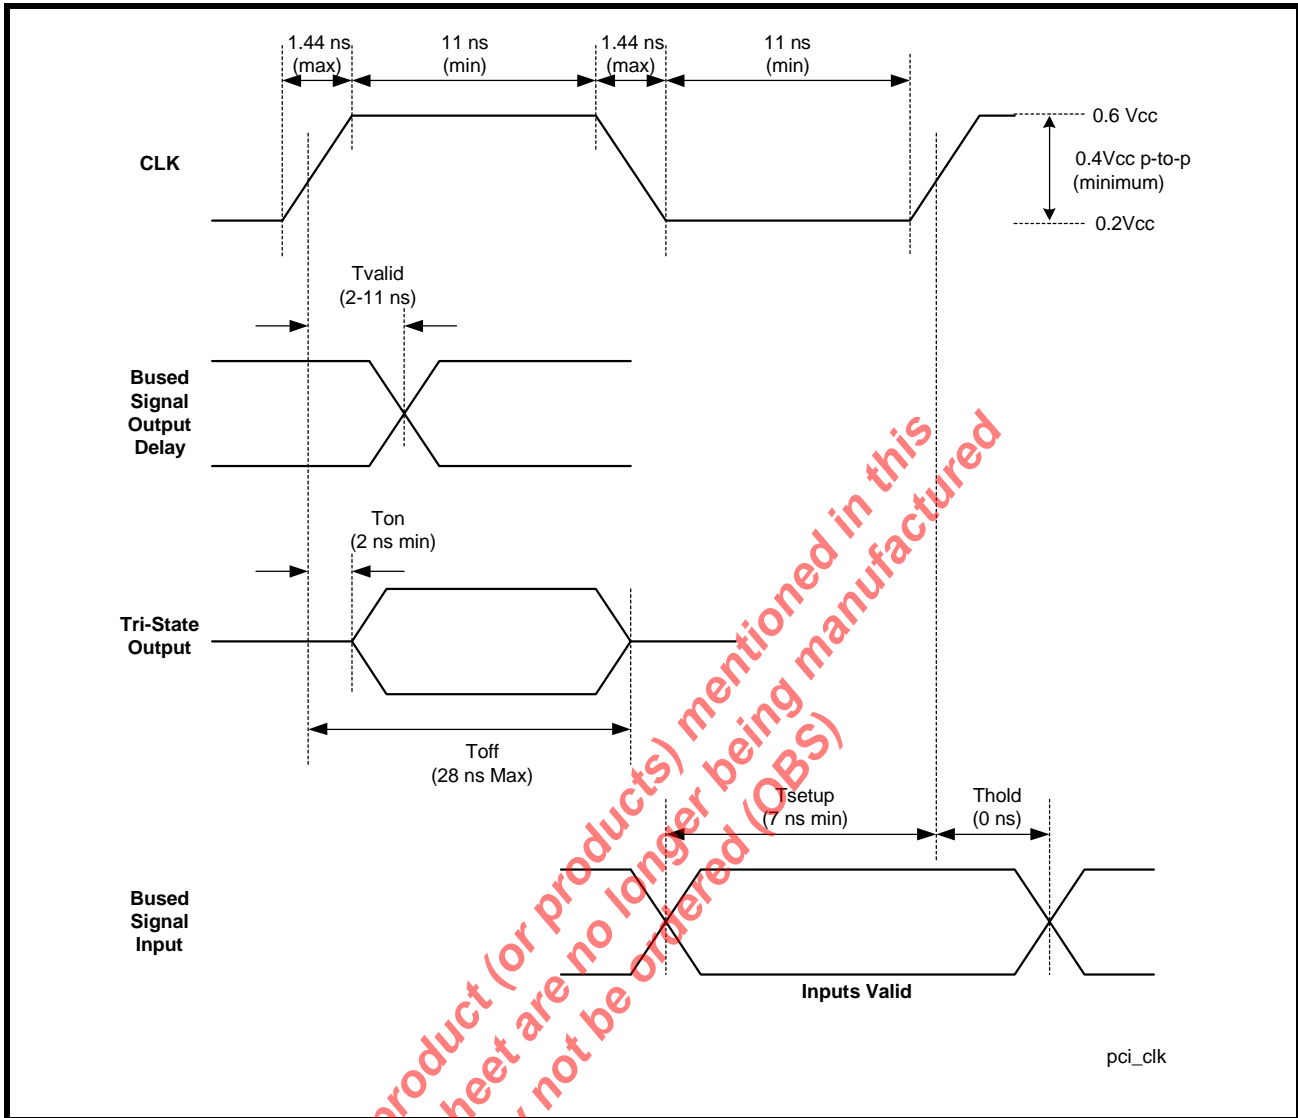 1.44 ns
(max)
11 ns
(min)
1.44 ns
(max)
11 ns
(min)
CLK
0.6 Vcc
0.4Vcc p-to-p
(minimum)
0.2Vcc
Tvalid
(2-11 ns)
Bused
Signal
Output
Delay
Ton
(2 ns min)
Tri-State
Output
Toff
(28 ns Max)
Tsetup
(7 ns min)
Thold
(0 ns)
Bused
Signal
Input
Inputs Valid
pci_clk
product (or products) mentioned in this
heet are no longer being manufactured
not be ordered (OBS)